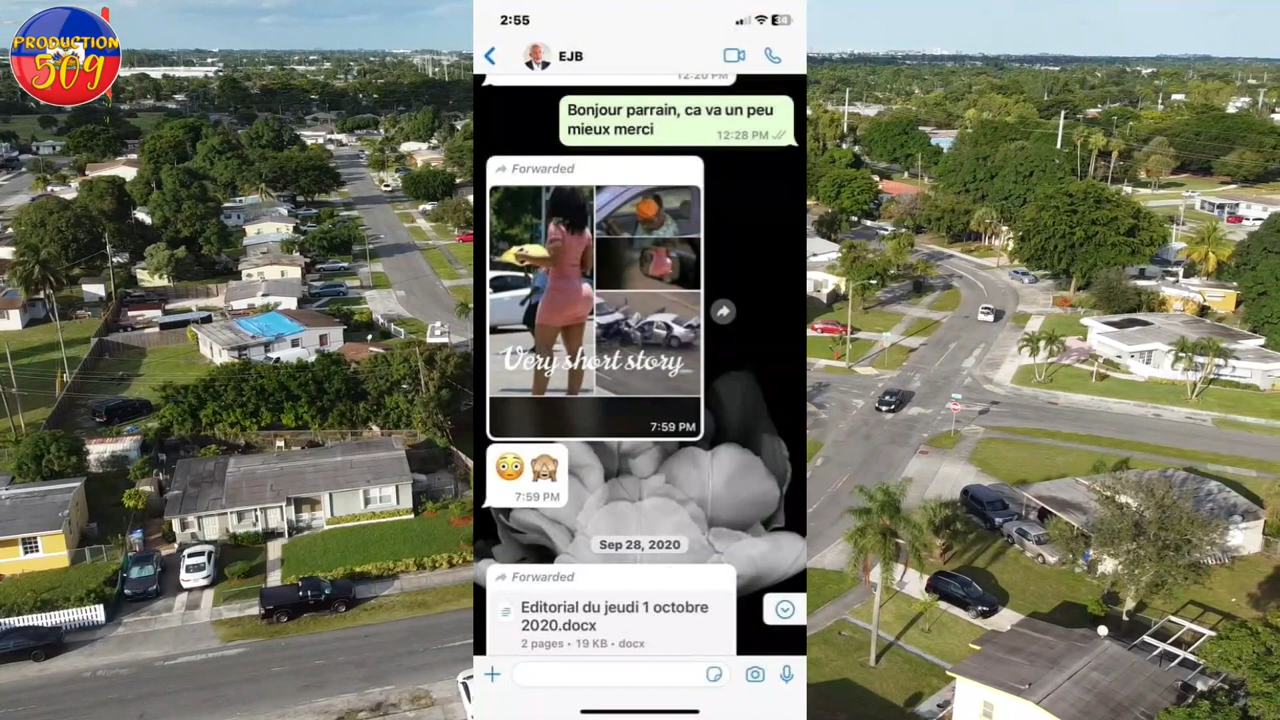 PRODUCTION
509
2:55
34
EJB
12:20 PM
Bonjour parrain, ca va un peu
mieux merci
12:28 PM
Forwarded
Very short story
7:59 PM
7:59 PM
Sep 28, 2020
Forwarded
Editorial du jeudi 1 octobre
2020.docx
2 pages • 19 KB • docx